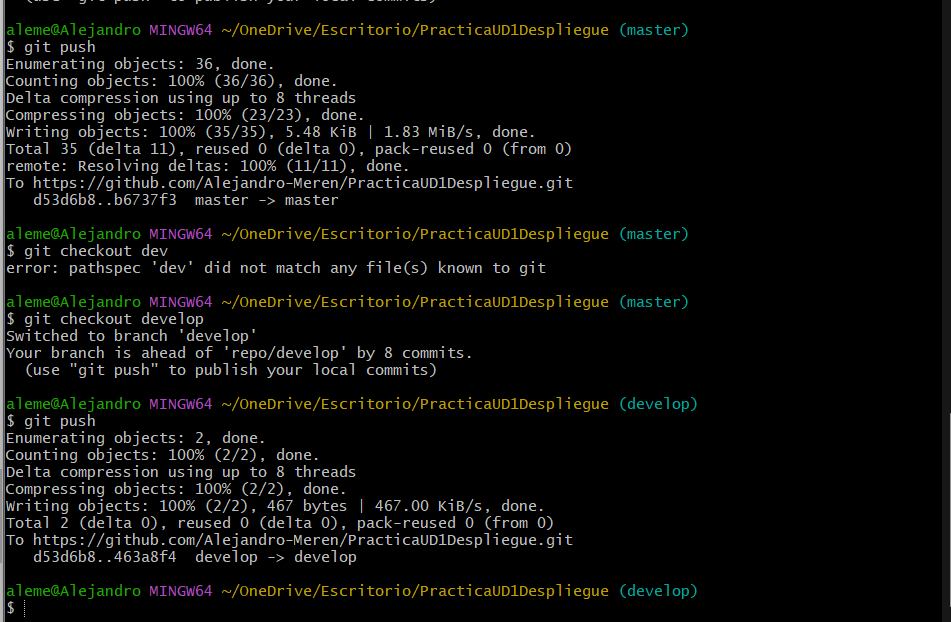 (use "git push" to publish your local commits)
aleme@Alejandro MINGW64 ~/OneDrive/Escritorio/PracticaUD1Despliegue (master)
$ git push
Enumerating objects: 36, done.
Counting objects: 100% (36/36), done.
Delta compression using up to 8 threads
Compressing objects: 100% (23/23), done.
Writing objects: 100% (35/35), 5.48 KiB | 1.83 MiB/s, done.
Total 35 (delta 11), reused 0 (delta 0), pack-reused 0 (from 0)
remote: Resolving deltas: 100% (11/11), done.
To https://github.com/Alejandro-Meren/PracticaUD1Despliegue.git
   d53d6b8..b6737f3  master -> master
aleme@Alejandro MINGW64 ~/OneDrive/Escritorio/PracticaUD1Despliegue (master)
$ git checkout dev
error: pathspec 'dev' did not match any file(s) known to git
aleme@Alejandro MINGW64 ~/OneDrive/Escritorio/PracticaUD1Despliegue (master)
$ git checkout develop
Switched to branch 'develop'
Your branch is ahead of 'repo/develop' by 8 commits.
  (use "git push" to publish your local commits)
aleme@Alejandro MINGW64 ~/OneDrive/Escritorio/PracticaUD1Despliegue (develop)
$ git push
Enumerating objects: 2, done.
Counting objects: 100% (2/2), done.
Delta compression using up to 8 threads
Compressing objects: 100% (2/2), done.
Writing objects: 100% (2/2), 467 bytes | 467.00 KiB/s, done.
Total 2 (delta 0), reused 0 (delta 0), pack-reused 0 (from 0)
To https://github.com/Alejandro-Meren/PracticaUD1Despliegue.git
   d53d6b8..463a8f4  develop -> develop
aleme@Alejandro MINGW64 ~/OneDrive/Escritorio/PracticaUD1Despliegue (develop)
$